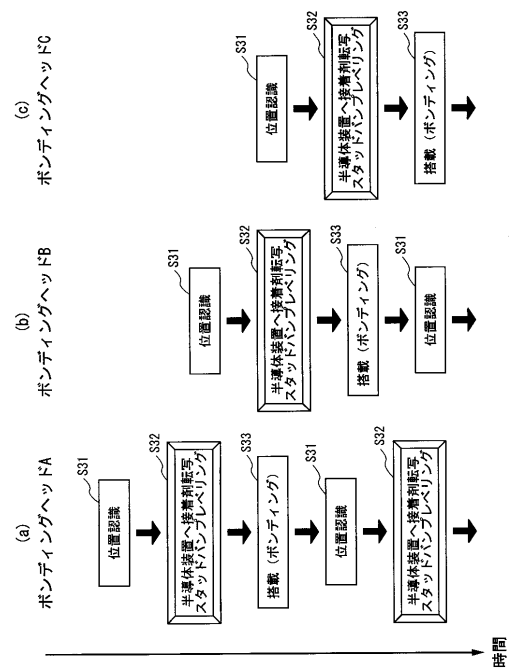 (a)
ボンディングヘッドA
S31
位置認識
S32
半導体装置へ接着剤転写
スタッドバンプレベリング
S33
搭載(ボンディング)
S31
位置認識
S32
半導体装置へ接着剤転写
スタッドバンプレベリング
(b)
ボンディングヘッドB
S31
位置認識
S32
半導体装置へ接着剤転写
スタッドバンプレベリング
S33
搭載(ボンディング)
S31
位置認識
(c)
ボンディングヘッドC
S31
位置認識
S32
半導体装置へ接着剤転写
スタッドバンプレベリング
S33
搭載(ボンディング)
時間